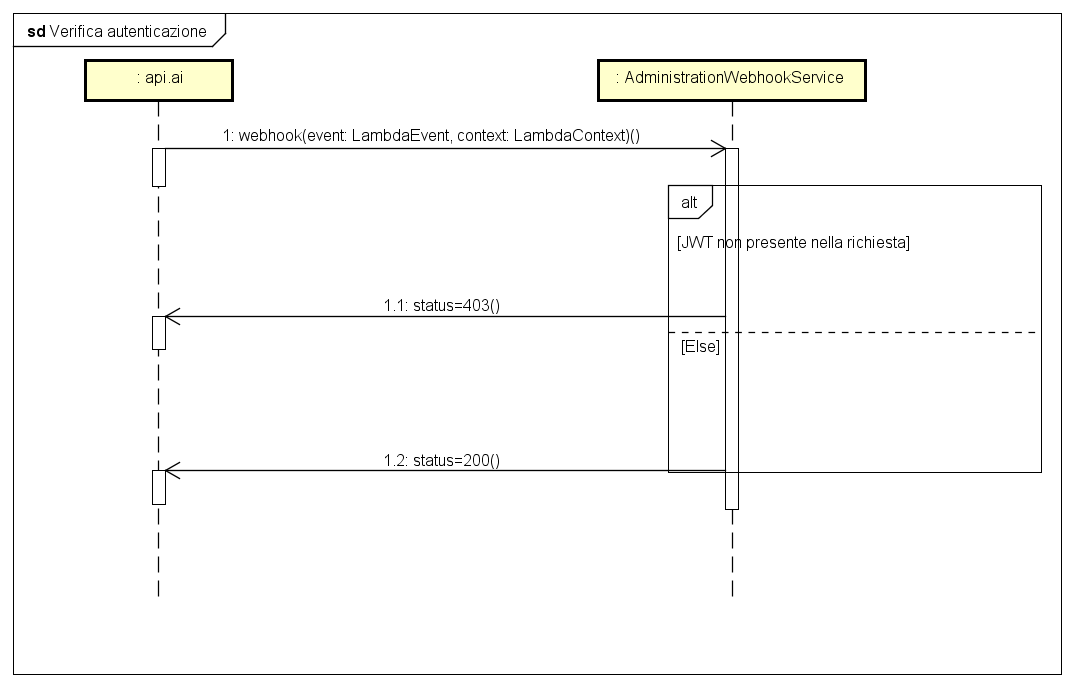 sd Verifica autenticazione
: api.ai
: AdministrationWebhookService
1: webhook(event: LambdaEvent, context: LambdaContext)()
alt
[JWT non presente nella richiesta]
1.1: status=403()
[Else]
1.2: status=200()